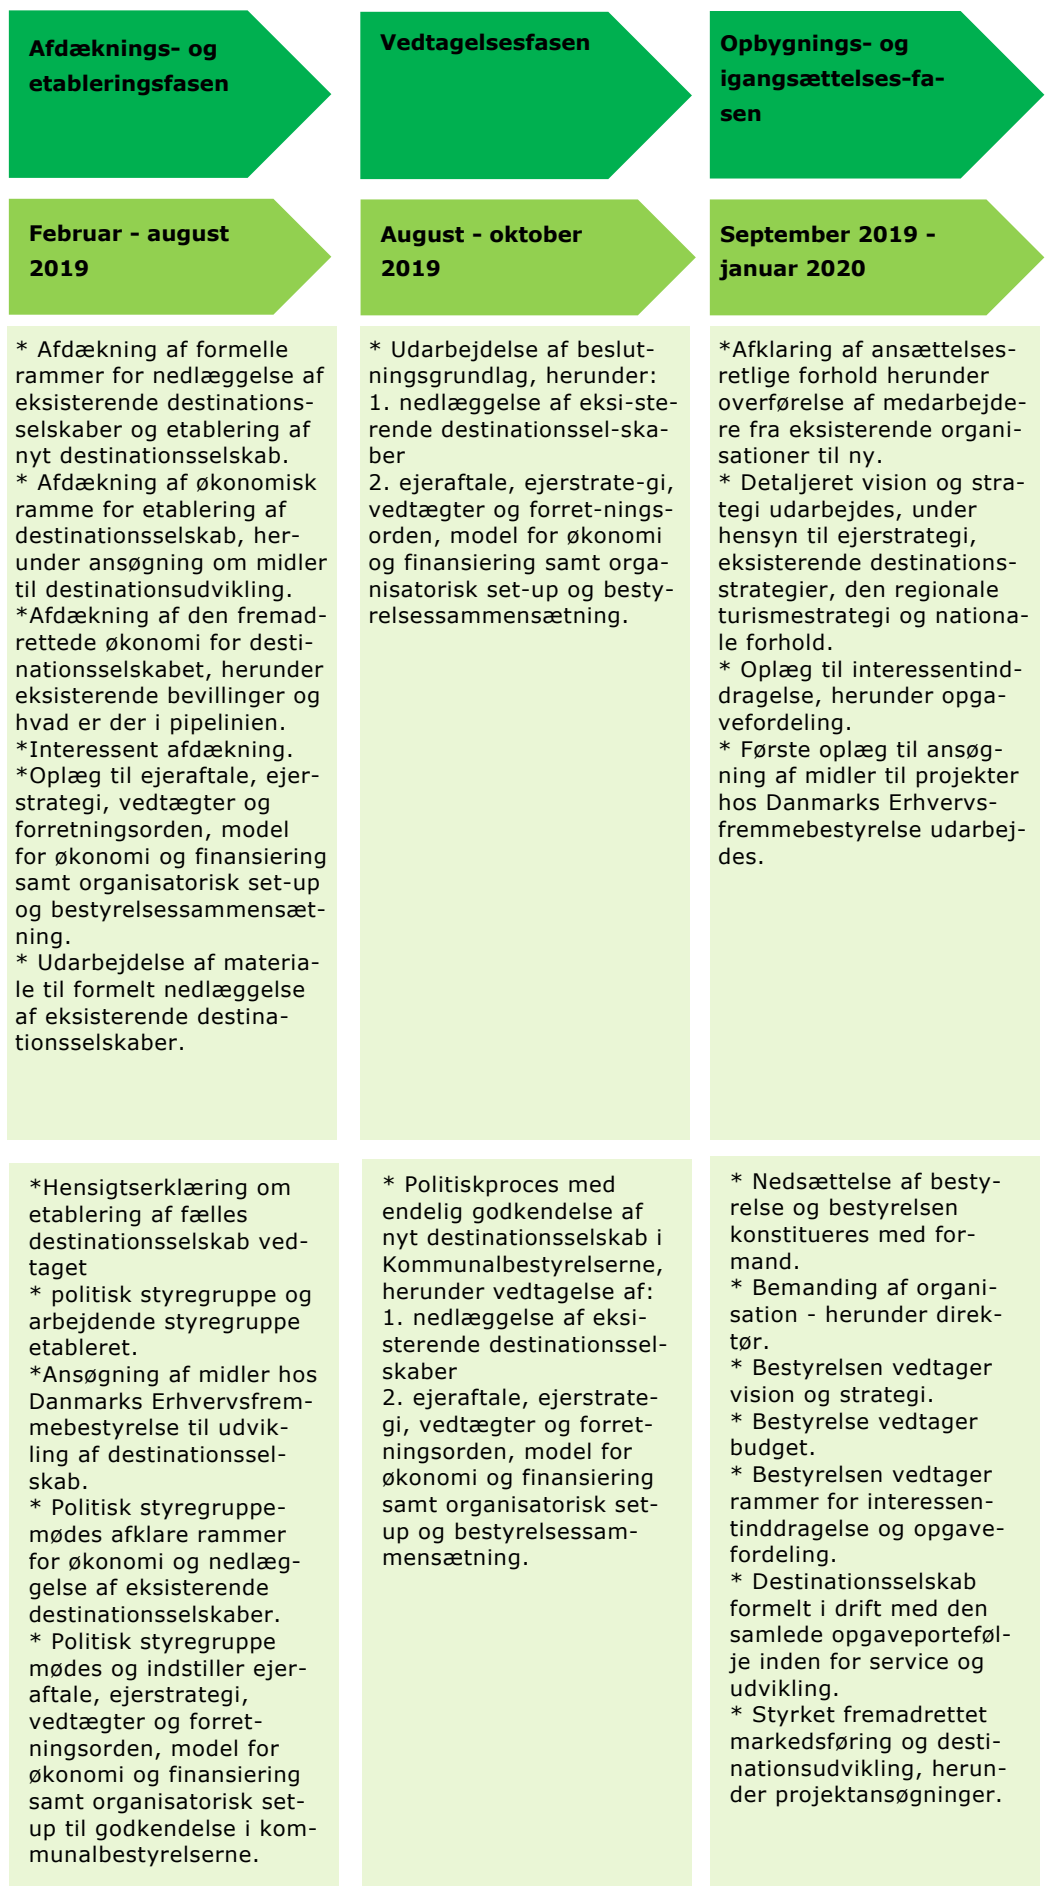 Afdæknings- og
etableringsfasen
Vedtagelsesfasen
Opbygnings- og
igangsættelses-fa-
sen
Februar - august
2019
August - oktober
2019
September 2019 -
januar 2020
* Afdækning af formelle
rammer for nedlæggelse af
eksisterende destinations-
selskaber og etablering af
nyt destinationsselskab.
* Afdækning af økonomisk
ramme for etablering af
destinationsselskab, her-
under ansøgning om midler
til destinationsudvikling.
*Afdækning af den fremad-
rettede økonomi for desti-
nationsselskabet, herunder
eksisterende bevillinger og
hvad er der i pipelinien.
*Interessent afdækning.
*Oplæg til ejeraftale, ejer-
strategi, vedtægter og
forretningsorden, model
for økonomi og finansiering
samt organisatorisk set-up
og bestyrelsessammensæt-
ning.
* Udarbejdelse af materia-
le til formelt nedlæggelse
af eksisterende destina-
tionsselskaber.
* Udarbejdelse af beslut-
ningsgrundlag, herunder:
1. nedlæggelse af eksi-ste-
rende destinationssel-ska-
ber
2. ejeraftale, ejerstrate-gi,
vedtægter og forret-nings-
orden, model for økonomi
og finansiering samt orga-
nisatorisk set-up og besty-
relsessammensætning.
*Afklaring af ansættelses-
retlige forhold herunder
overførelse af medarbejde-
re fra eksisterende organi-
sationer til ny.
* Detaljeret vision og stra-
tegi udarbejdes, under
hensyn til ejerstrategi,
eksisterende destinations-
strategier, den regionale
turismestrategi og nationa-
le forhold.
* Oplæg til interessentind-
dragelse, herunder opga-
vefordeling.
* Første oplæg til ansøg-
ning af midler til projekter
hos Danmarks Erhvervs-
fremmebestyrelse udarbej-
des.
*Hensigtserklæring om
etablering af fælles
destinationsselskab ved-
taget
* politisk styregruppe og
arbejdende styregruppe
etableret.
*Ansøgning af midler hos
Danmarks Erhvervsfrem-
mebestyrelse til udvik-
ling af destinationssel-
skab.
* Politisk styregruppe-
mødes afklare rammer
for økonomi og nedlæg-
gelse af eksisterende
destinationsselskaber.
* Politisk styregruppe
mødes og indstiller ejer-
aftale, ejerstrategi,
vedtægter og forret-
ningsorden, model for
økonomi og finansiering
samt organisatorisk set-
up til godkendelse i kom-
munalbestyrelserne.
* Politiskproces med
endelig godkendelse af
nyt destinationsselskab i
Kommunalbestyrelserne,
herunder vedtagelse af:
1. nedlæggelse af eksi-
sterende destinationssel-
skaber
2. ejeraftale, ejerstrate-
gi, vedtægter og forret-
ningsorden, model for
økonomi og finansiering
samt organisatorisk set-
up og bestyrelsessam-
mensætning.
* Nedsættelse af besty-
relse og bestyrelsen
konstitueres med for-
mand.
* Bemanding af organi-
sation - herunder direk-
tør.
* Bestyrelsen vedtager
vision og strategi.
* Bestyrelse vedtager
budget.
* Bestyrelsen vedtager
rammer for interessen-
tinddragelse og opgave-
fordeling.
* Destinationsselskab
formelt i drift med den
samlede opgaveporteføl-
je inden for service og
udvikling.
* Styrket fremadrettet
markedsføring og desti-
nationsudvikling, herun-
der projektansøgninger.